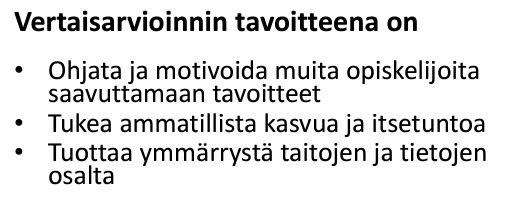 Vertaisarvioinnin tavoitteena on
• Ohjata ja motivoida muita opiskelijoita
saavuttamaan tavoitteet
• Tukea ammatillista kasvua ja itsetuntoa
• Tuottaa ymmärrystä taitojen ja tietojen
osalta